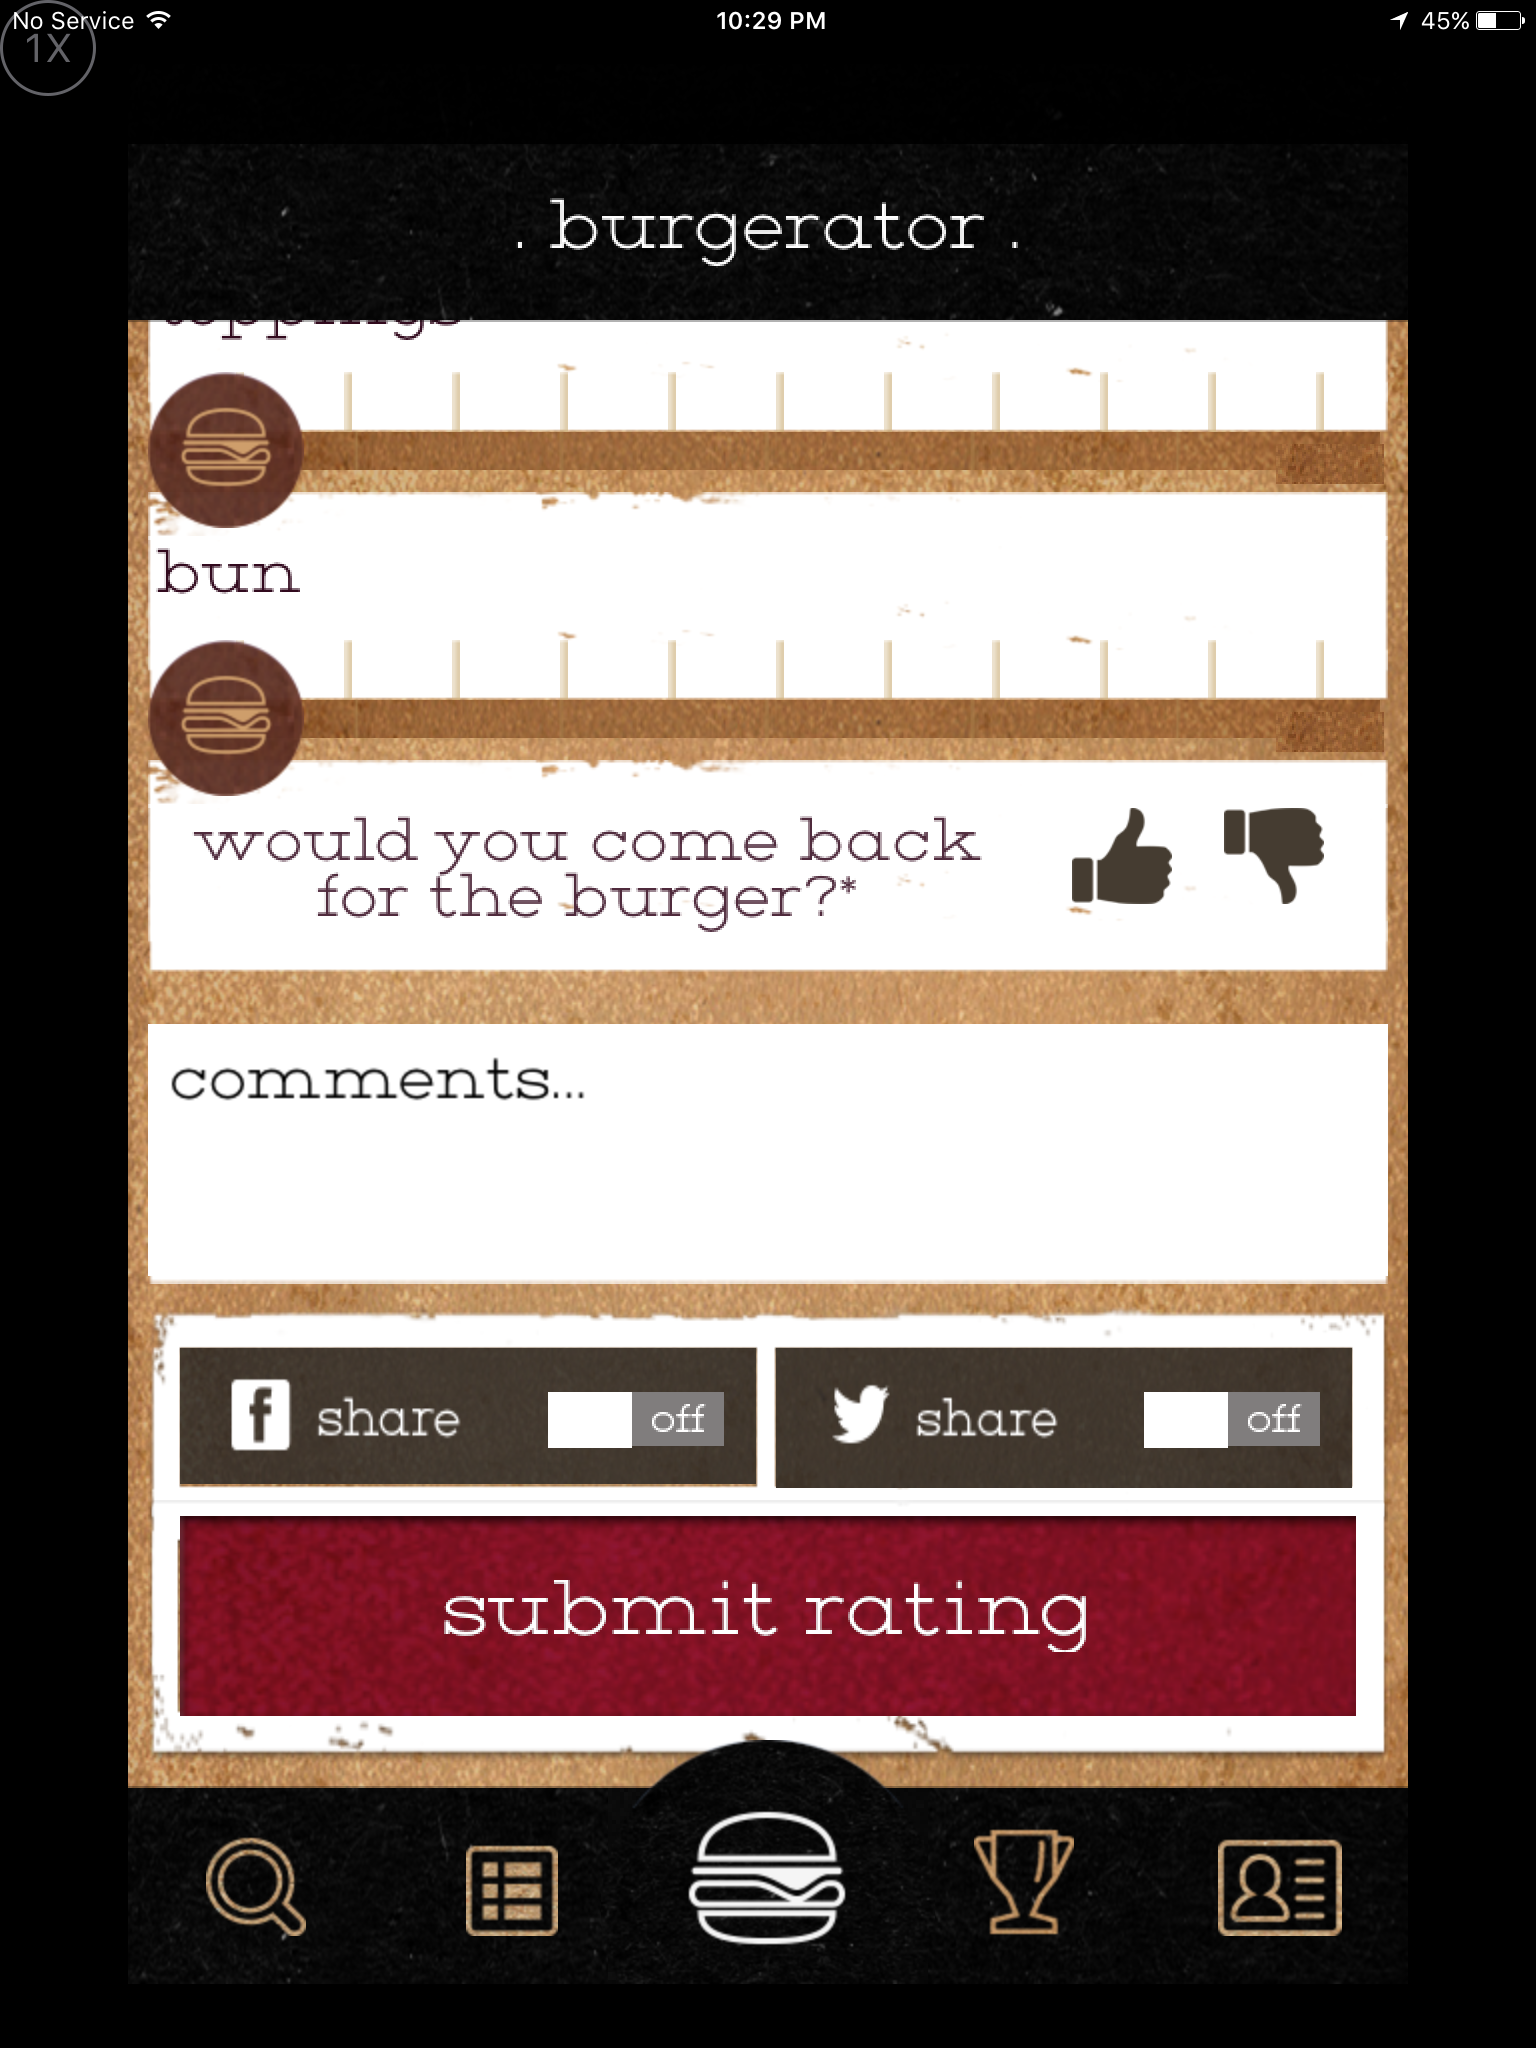 No Service 10:29 PM 45%
1X
. burgerator .
toppings
bun
would you come back
for the burger?*
comments...
share off share off
submit rating